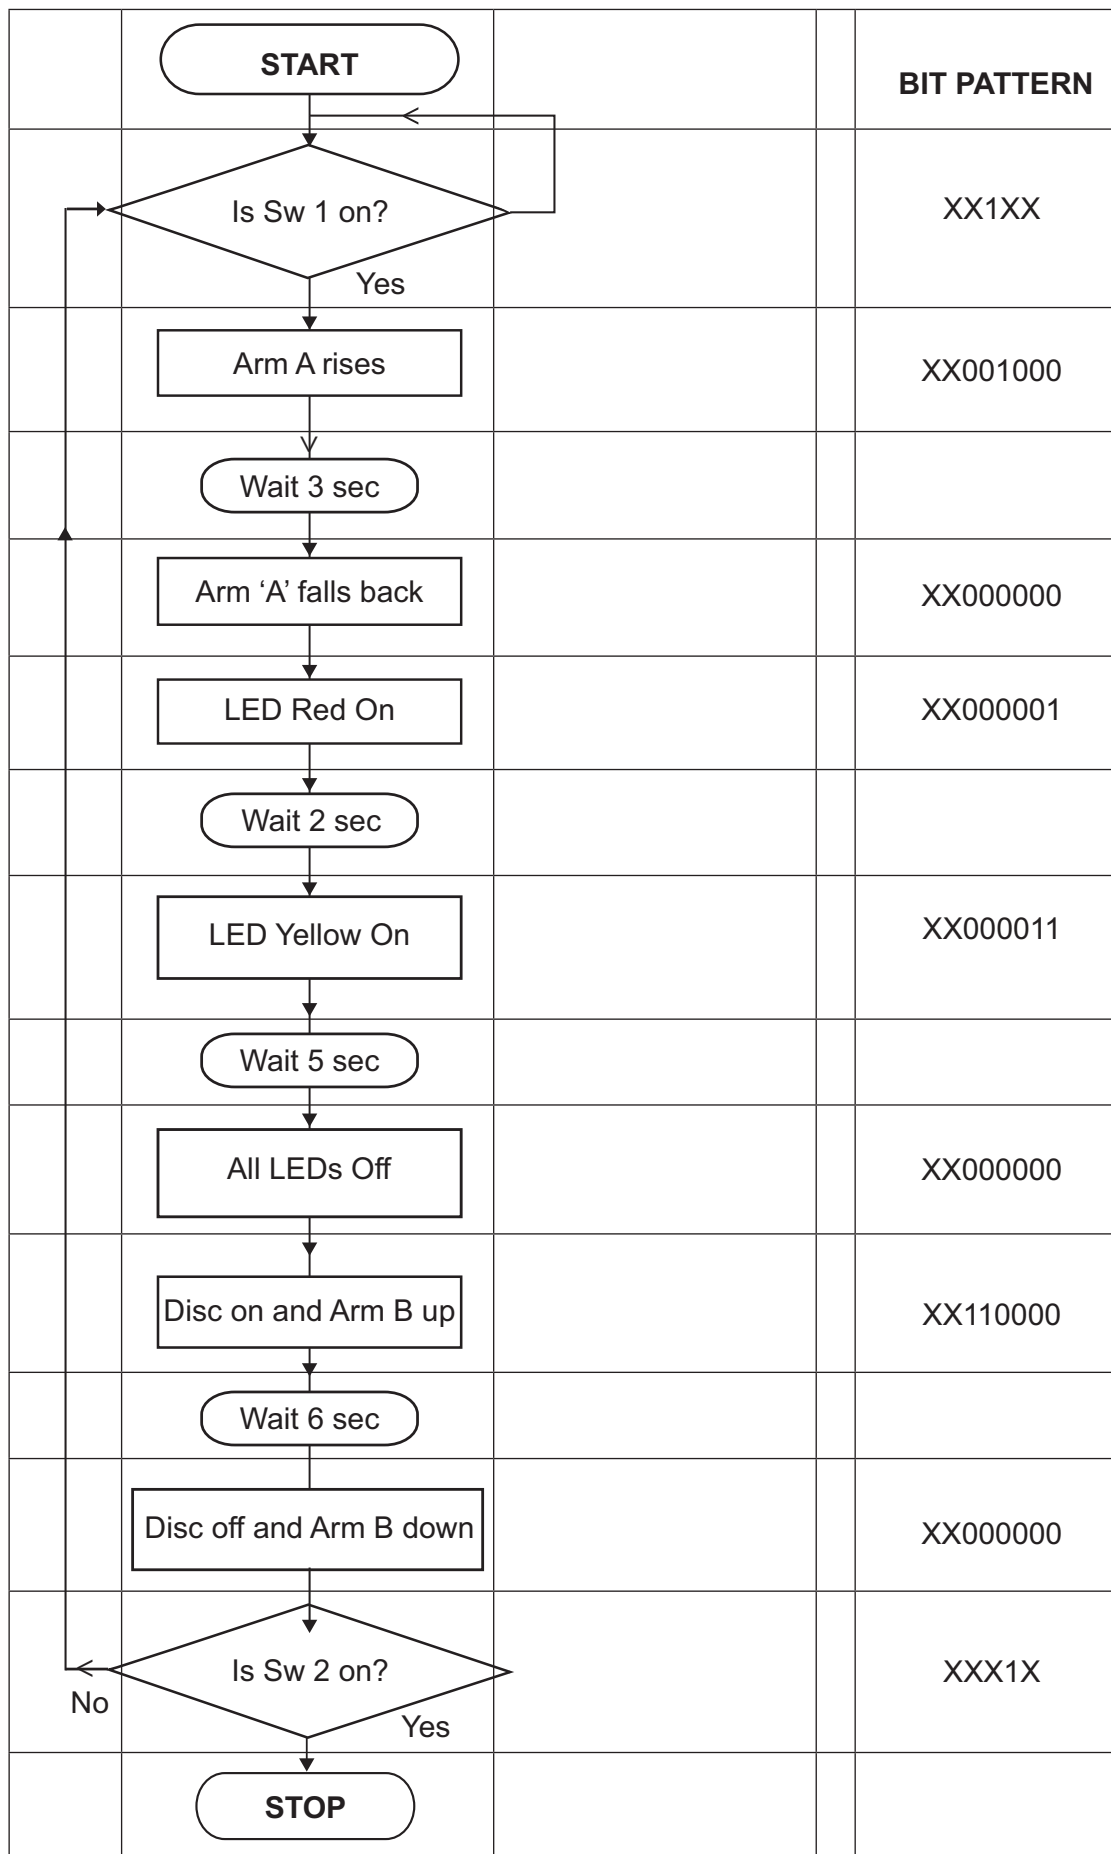 START
BIT PATTERN
Is Sw 1 on?
XX1XX
Yes
Arm A rises
XX001000
Wait 3 sec
Arm ‘A’ falls back
XX000000
LED Red On
XX000001
Wait 2 sec
LED Yellow On
XX000011
Wait 5 sec
All LEDs Off
XX000000
Disc on and Arm B up
XX110000
Wait 6 sec
Disc off and Arm B down
XX000000
Is Sw 2 on?
XXX1X
No
Yes
STOP